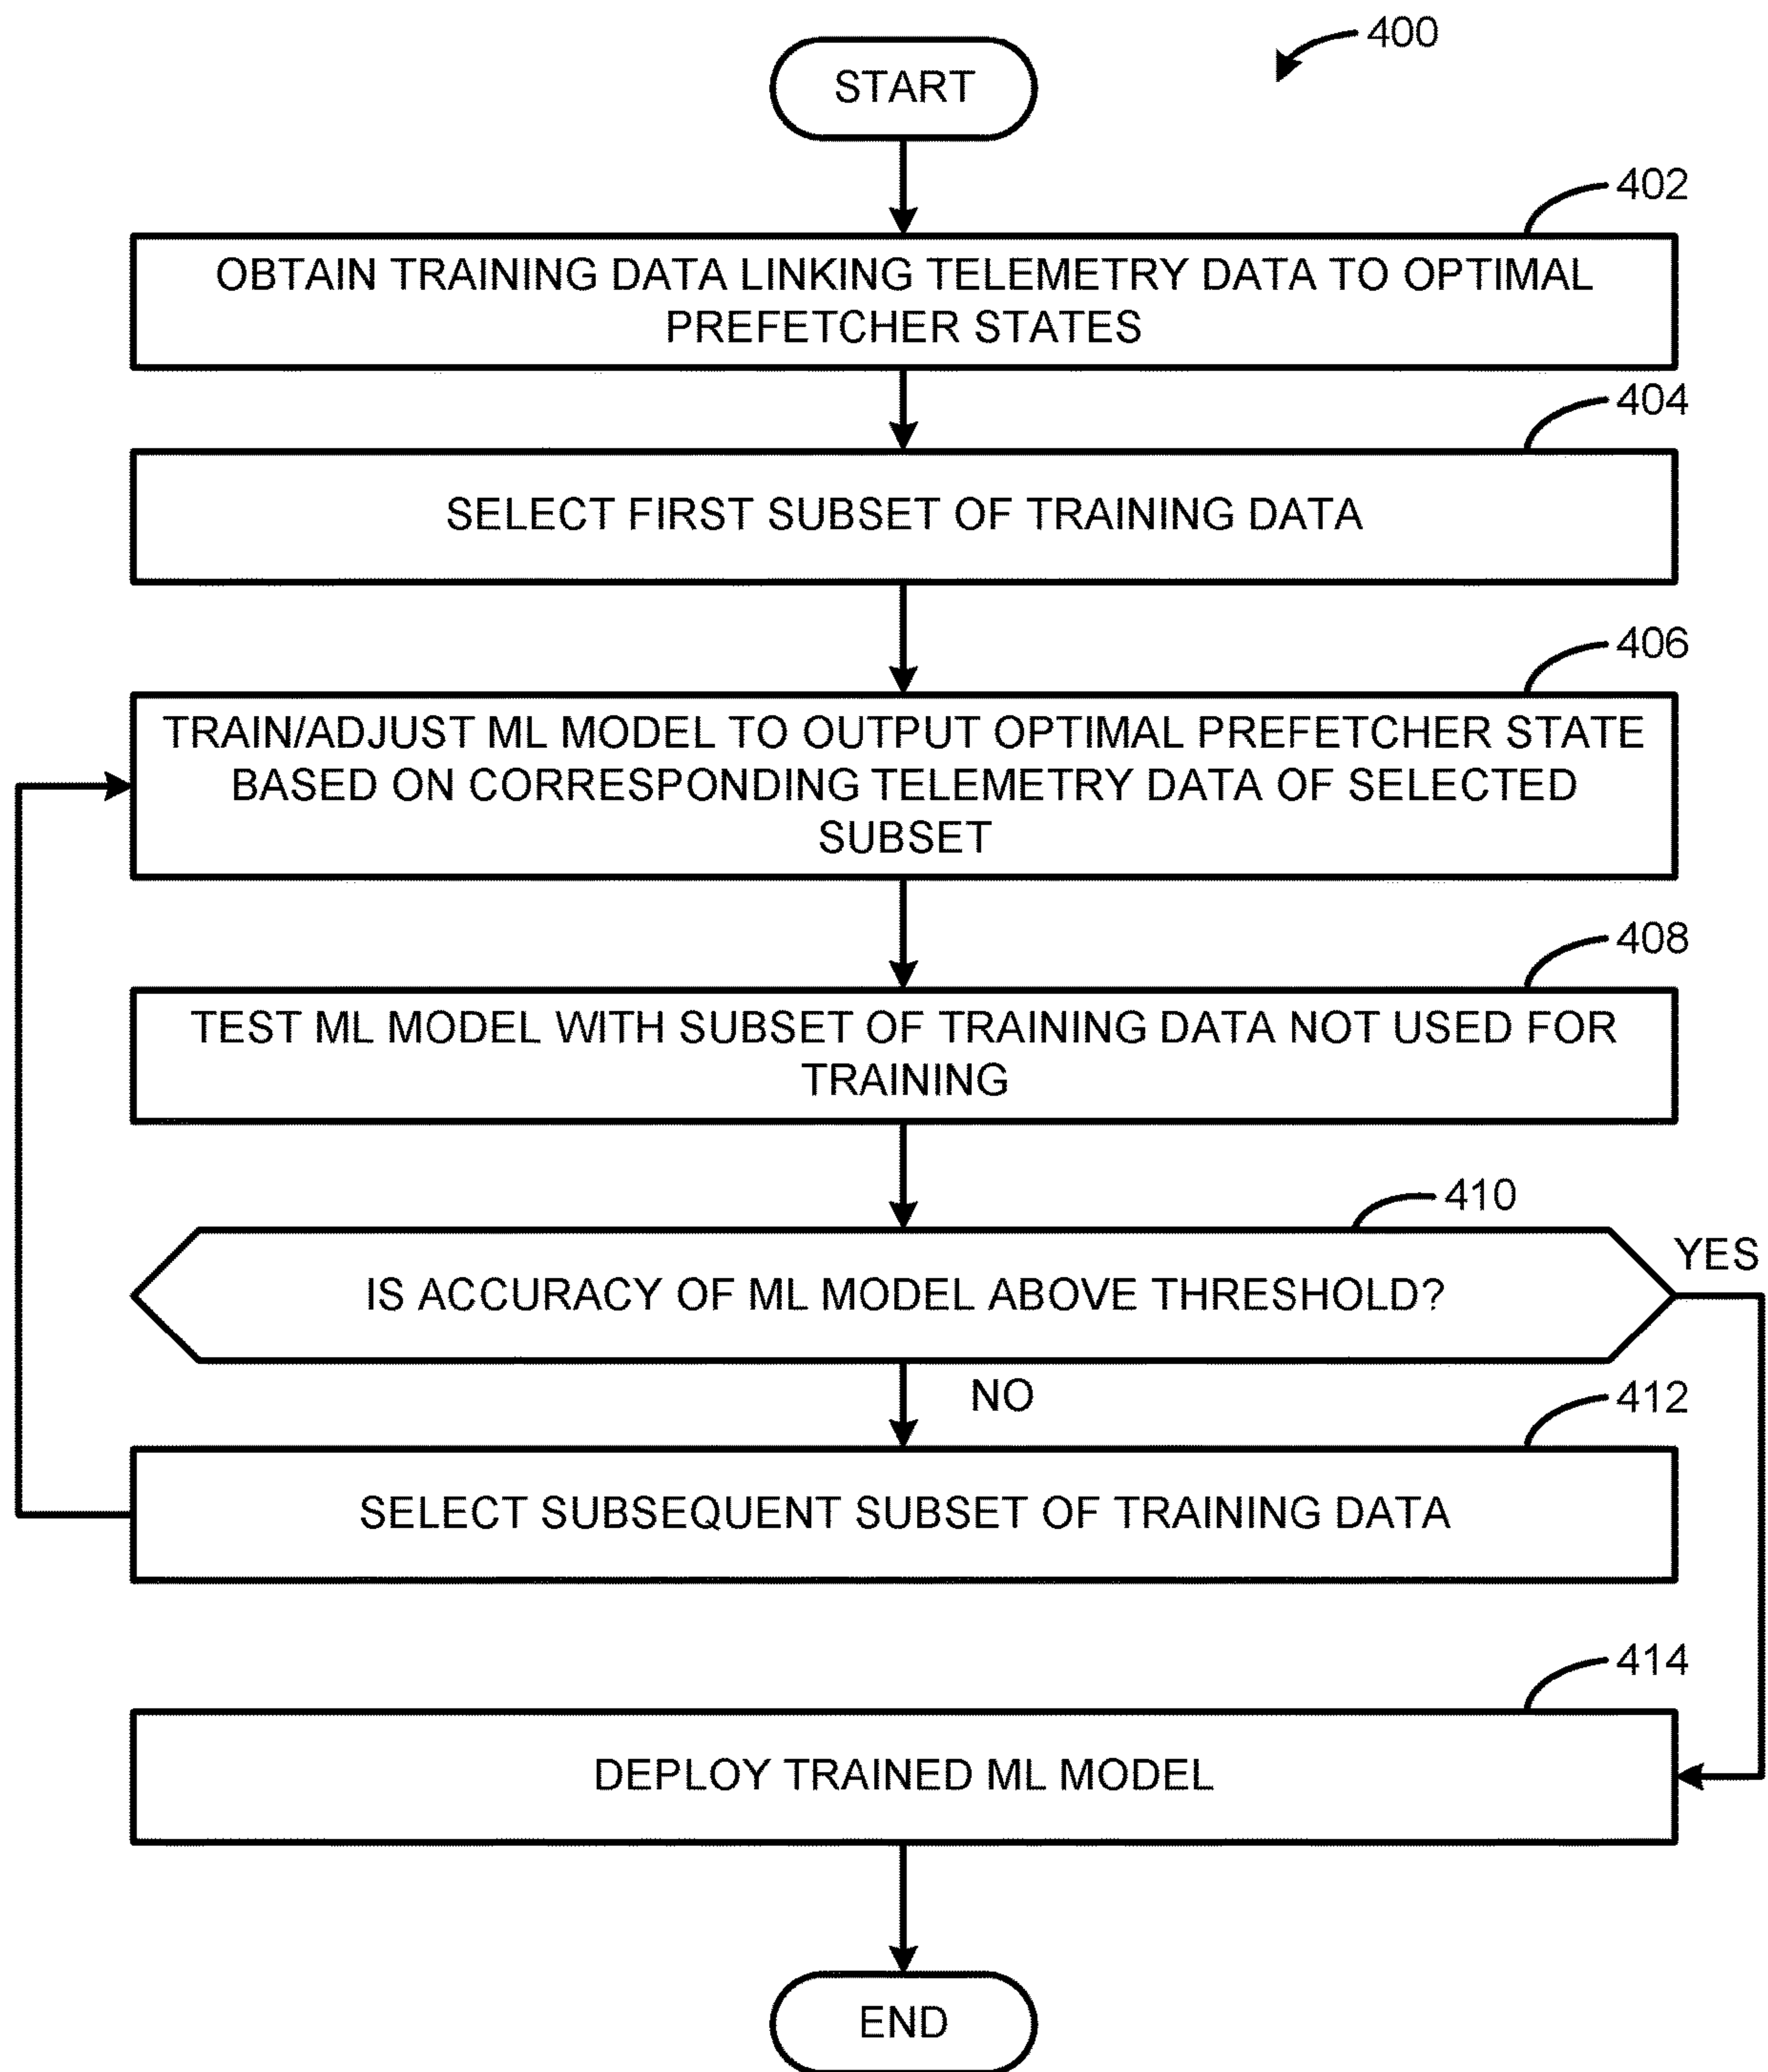 400
START
402
OBTAIN TRAINING DATA LINKING TELEMETRY DATA TO OPTIMAL
PREFETCHER STATES
404
SELECT FIRST SUBSET OF TRAINING DATA
406
TRAIN/ADJUST ML MODEL TO OUTPUT OPTIMAL PREFETCHER STATE
BASED ON CORRESPONDING TELEMETRY DATA OF SELECTED
SUBSET
408
TEST ML MODEL WITH SUBSET OF TRAINING DATA NOT USED FOR
TRAINING
410
YES
IS ACCURACY OF ML MODEL ABOVE THRESHOLD?
NO
412
SELECT SUBSEQUENT SUBSET OF TRAINING DATA
414
DEPLOY TRAINED ML MODEL
END